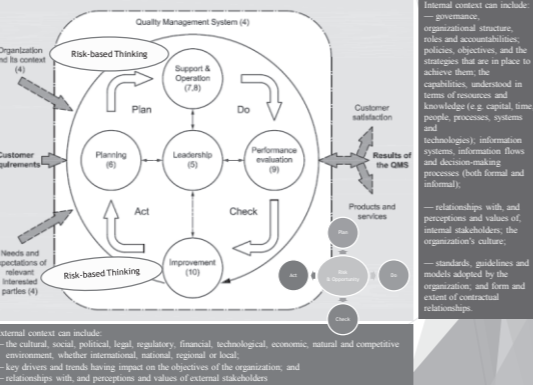 Quality Management System (4)
Risk-based Thinking
Organization
and its context
(4)
Support &
Operation
(7,8)
Plan
Do
Customer
satisfaction
Customer
requirements
Planning
(6)
Leadership
(5)
Performance
evaluation
(9)
Results of
the QMS
Act
Check
Products and
services
Needs and
expectations of
relevant
interested
parties (4)
Risk-based Thinking
Improvement
(10)
Plan
Act
Risk
& Opportunity
Do
Check
Internal context can include:
— governance,
organizational structure,
roles and accountabilities;
policies, objectives, and the
strategies that are in place to
achieve them; the
capabilities, understood in
terms of resources and
knowledge (e.g. capital, time,
people, processes, systems
and
technologies); information
systems, information flows
and decision-making
processes (both formal and
informal);
— relationships with, and
perceptions and values of,
internal stakeholders; the
organization's culture;
— standards, guidelines and
models adopted by the
organization; and form and
extent of contractual
relationships.
External context can include:
— the cultural, social, political, legal, regulatory, financial, technological, economic, natural and competitive
environment, whether international, national, regional or local;
— key drivers and trends having impact on the objectives of the organization; and
— relationships with, and perceptions and values of external stakeholders